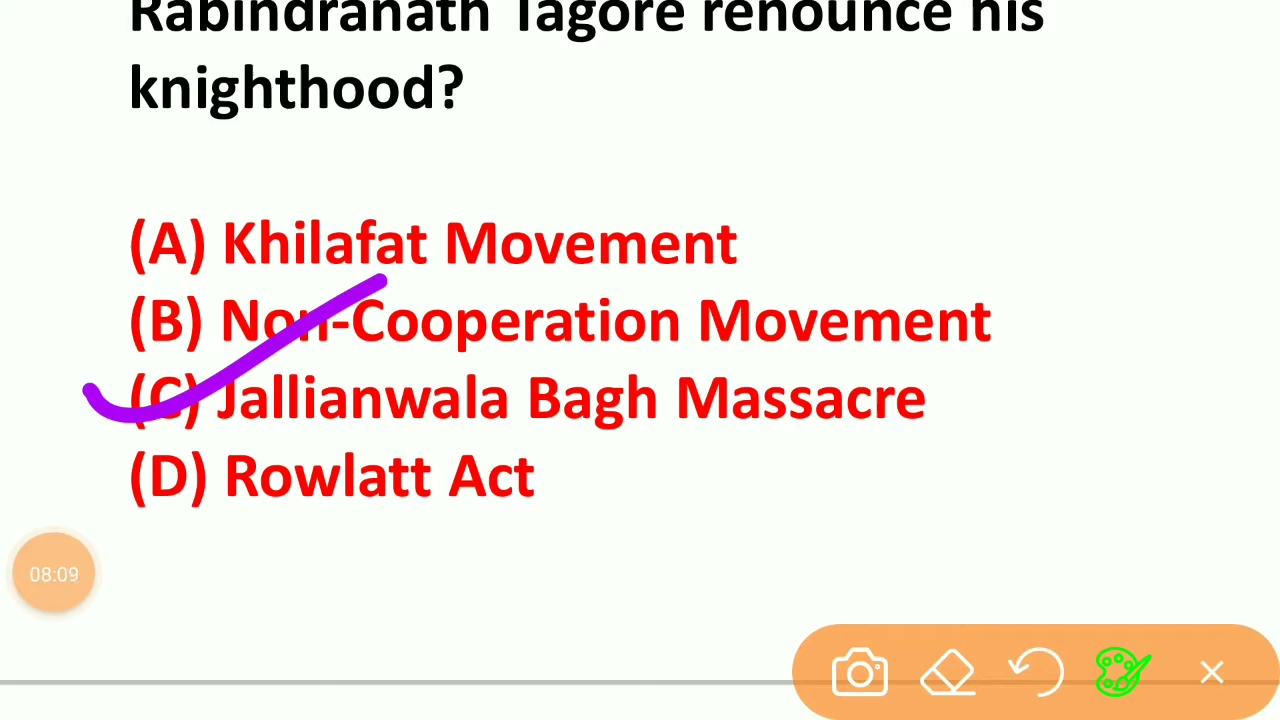 Rabindranath Tagore renounce his
knighthood?
(A) Khilafat Movement
(B) Non-Cooperation Movement
(C) Jallianwala Bagh Massacre
(D) Rowlatt Act
08:09